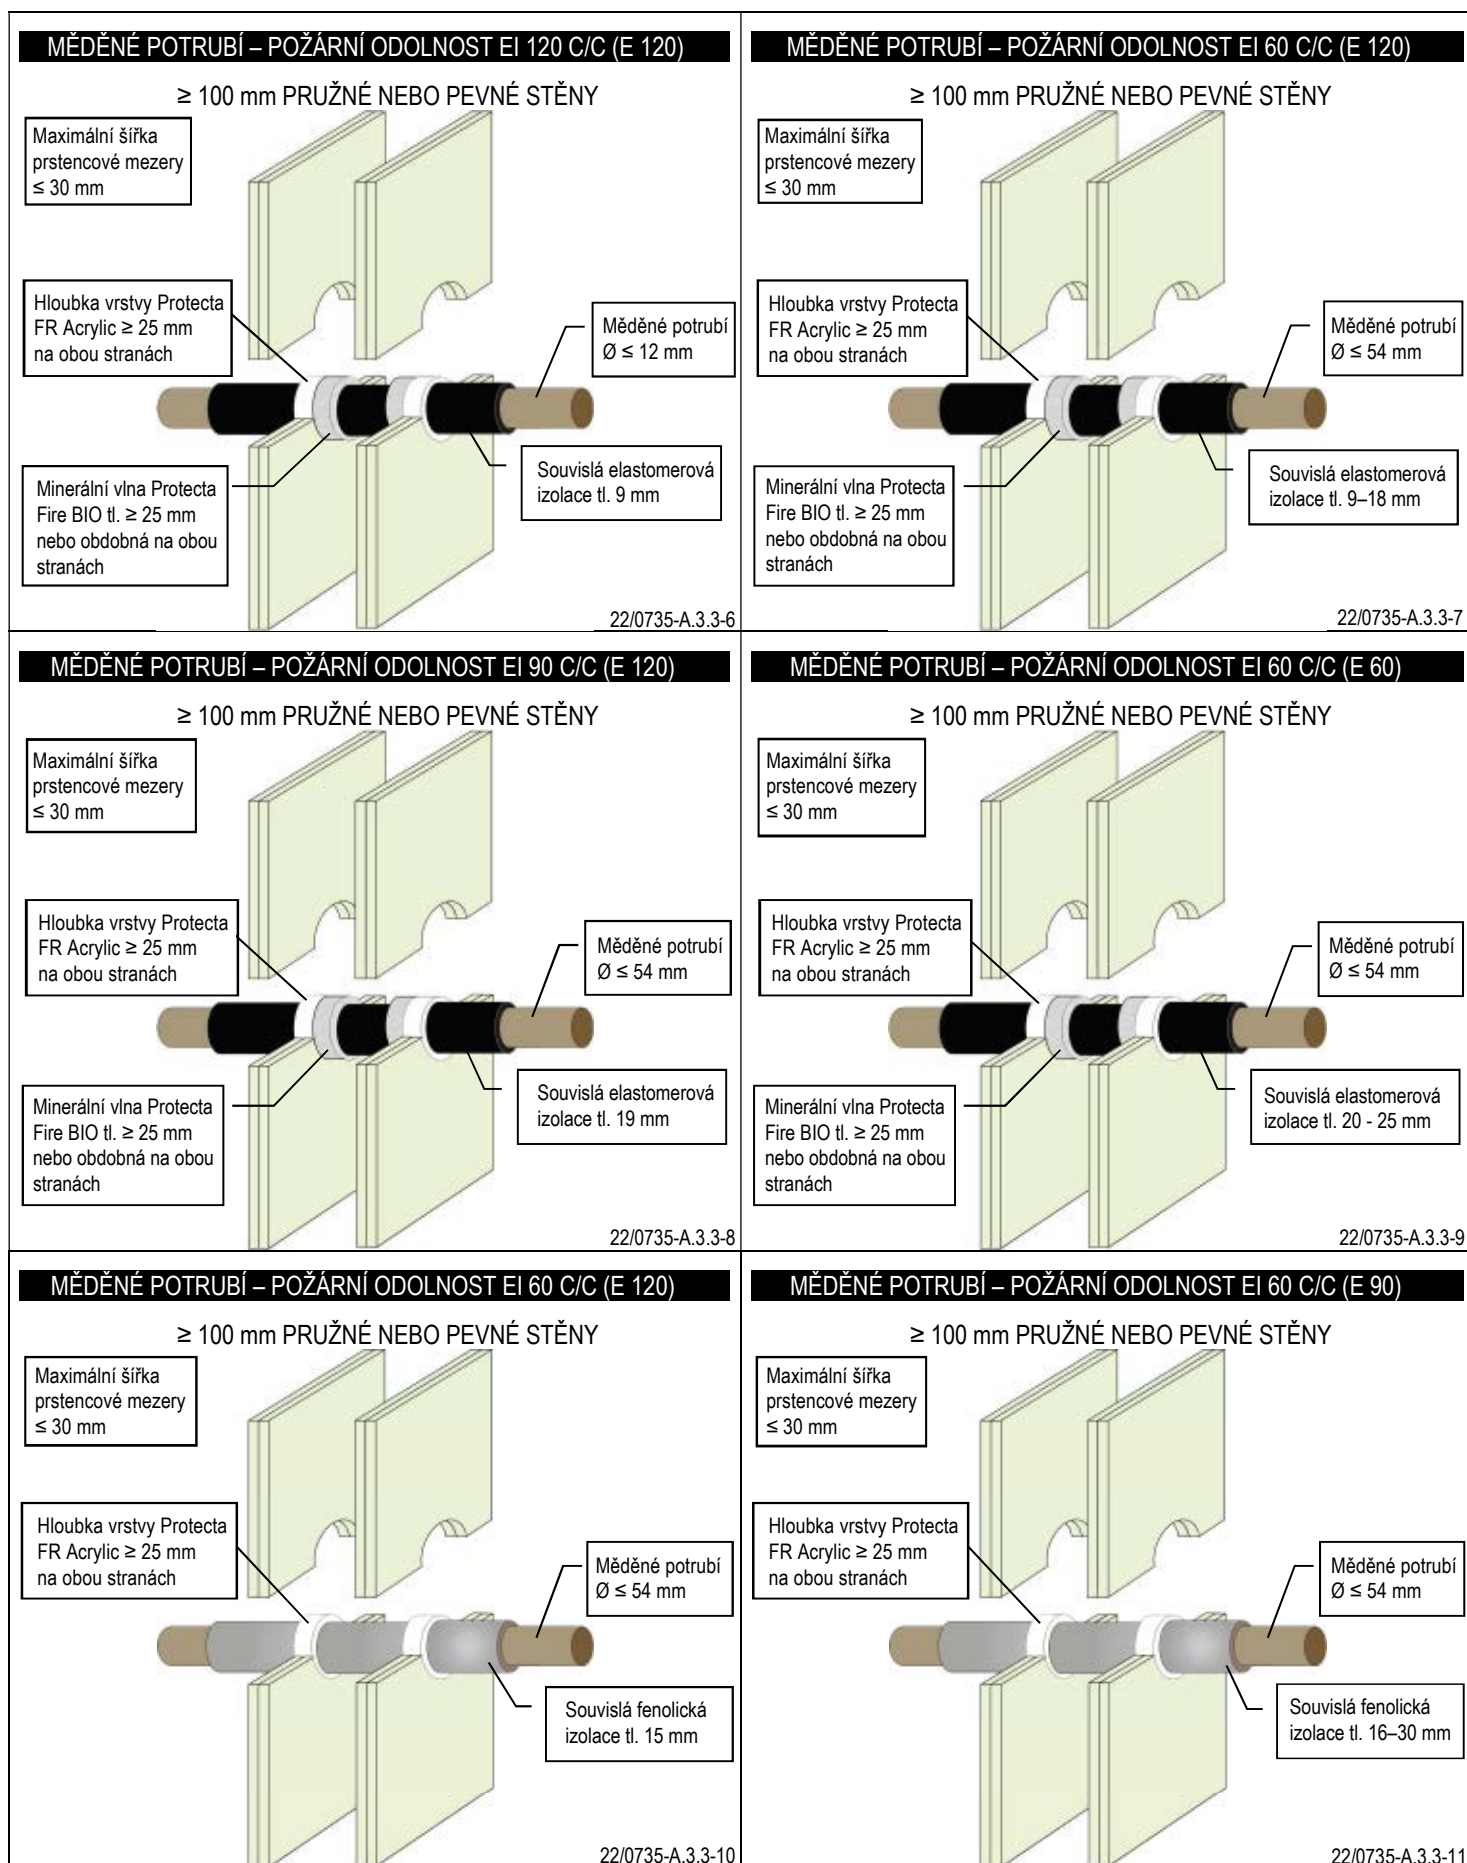 MĚDĚNÉ POTRUBÍ – POŽÁRNÍ ODOLNOST EI 120 C/C (E 120)
≥ 100 mm PRUŽNÉ NEBO PEVNÉ STĚNY
Maximální šířka
prstencové mezery
≤ 30 mm
Hloubka vrstvy Protecta
FR Acrylic ≥ 25 mm
na obou stranách
Měděné potrubí
Ø ≤ 12 mm
Souvislá elastomerová
izolace tl. 9 mm
Minerální vlna Protecta
Fire BIO tl. ≥ 25 mm
nebo obdobná na obou
stranách
22/0735-A.3.3-6
MĚDĚNÉ POTRUBÍ – POŽÁRNÍ ODOLNOST EI 60 C/C (E 120)
≥ 100 mm PRUŽNÉ NEBO PEVNÉ STĚNY
Maximální šířka
prstencové mezery
≤ 30 mm
Hloubka vrstvy Protecta
FR Acrylic ≥ 25 mm
na obou stranách
Měděné potrubí
Ø ≤ 54 mm
Souvislá elastomerová
izolace tl. 9–18 mm
Minerální vlna Protecta
Fire BIO tl. ≥ 25 mm
nebo obdobná na obou
stranách
22/0735-A.3.3-7
MĚDĚNÉ POTRUBÍ – POŽÁRNÍ ODOLNOST EI 90 C/C (E 120)
≥ 100 mm PRUŽNÉ NEBO PEVNÉ STĚNY
Maximální šířka
prstencové mezery
≤ 30 mm
Hloubka vrstvy Protecta
FR Acrylic ≥ 25 mm
na obou stranách
Měděné potrubí
Ø ≤ 54 mm
Souvislá elastomerová
izolace tl. 19 mm
Minerální vlna Protecta
Fire BIO tl. ≥ 25 mm
nebo obdobná na obou
stranách
22/0735-A.3.3-8
MĚDĚNÉ POTRUBÍ – POŽÁRNÍ ODOLNOST EI 60 C/C (E 60)
≥ 100 mm PRUŽNÉ NEBO PEVNÉ STĚNY
Maximální šířka
prstencové mezery
≤ 30 mm
Hloubka vrstvy Protecta
FR Acrylic ≥ 25 mm
na obou stranách
Měděné potrubí
Ø ≤ 54 mm
Souvislá elastomerová
izolace tl. 20 - 25 mm
Minerální vlna Protecta
Fire BIO tl. ≥ 25 mm
nebo obdobná na obou
stranách
22/0735-A.3.3-9
MĚDĚNÉ POTRUBÍ – POŽÁRNÍ ODOLNOST EI 60 C/C (E 120)
≥ 100 mm PRUŽNÉ NEBO PEVNÉ STĚNY
Maximální šířka
prstencové mezery
≤ 30 mm
Hloubka vrstvy Protecta
FR Acrylic ≥ 25 mm
na obou stranách
Měděné potrubí
Ø ≤ 54 mm
Souvislá fenolická
izolace tl. 15 mm
22/0735-A.3.3-10
MĚDĚNÉ POTRUBÍ – POŽÁRNÍ ODOLNOST EI 60 C/C (E 90)
≥ 100 mm PRUŽNÉ NEBO PEVNÉ STĚNY
Maximální šířka
prstencové mezery
≤ 30 mm
Hloubka vrstvy Protecta
FR Acrylic ≥ 25 mm
na obou stranách
Měděné potrubí
Ø ≤ 54 mm
Souvislá fenolická
izolace tl. 16–30 mm
22/0735-A.3.3-11